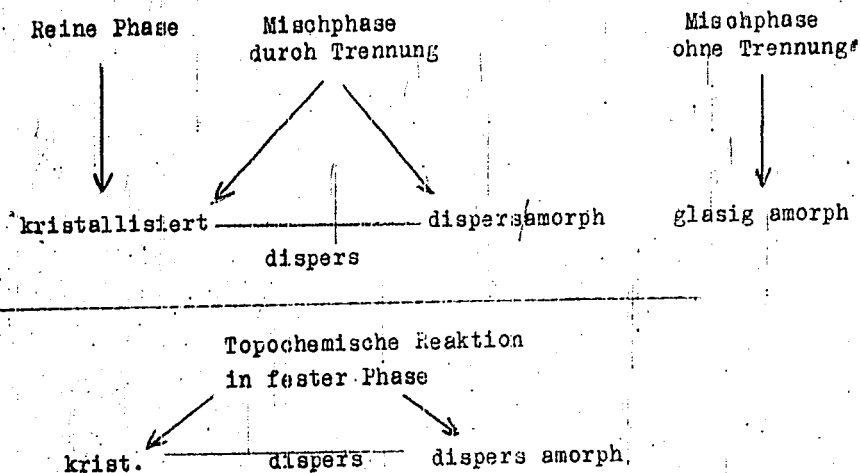 Reine Phase
Mischphase
durch Trennung
Mischphase
ohne Trennung
kristallisiert
dispers/amorph
glasig amorph
dispers
Topochemische Reaktion
in fester Phase
krist.
dispers
dispers amorph